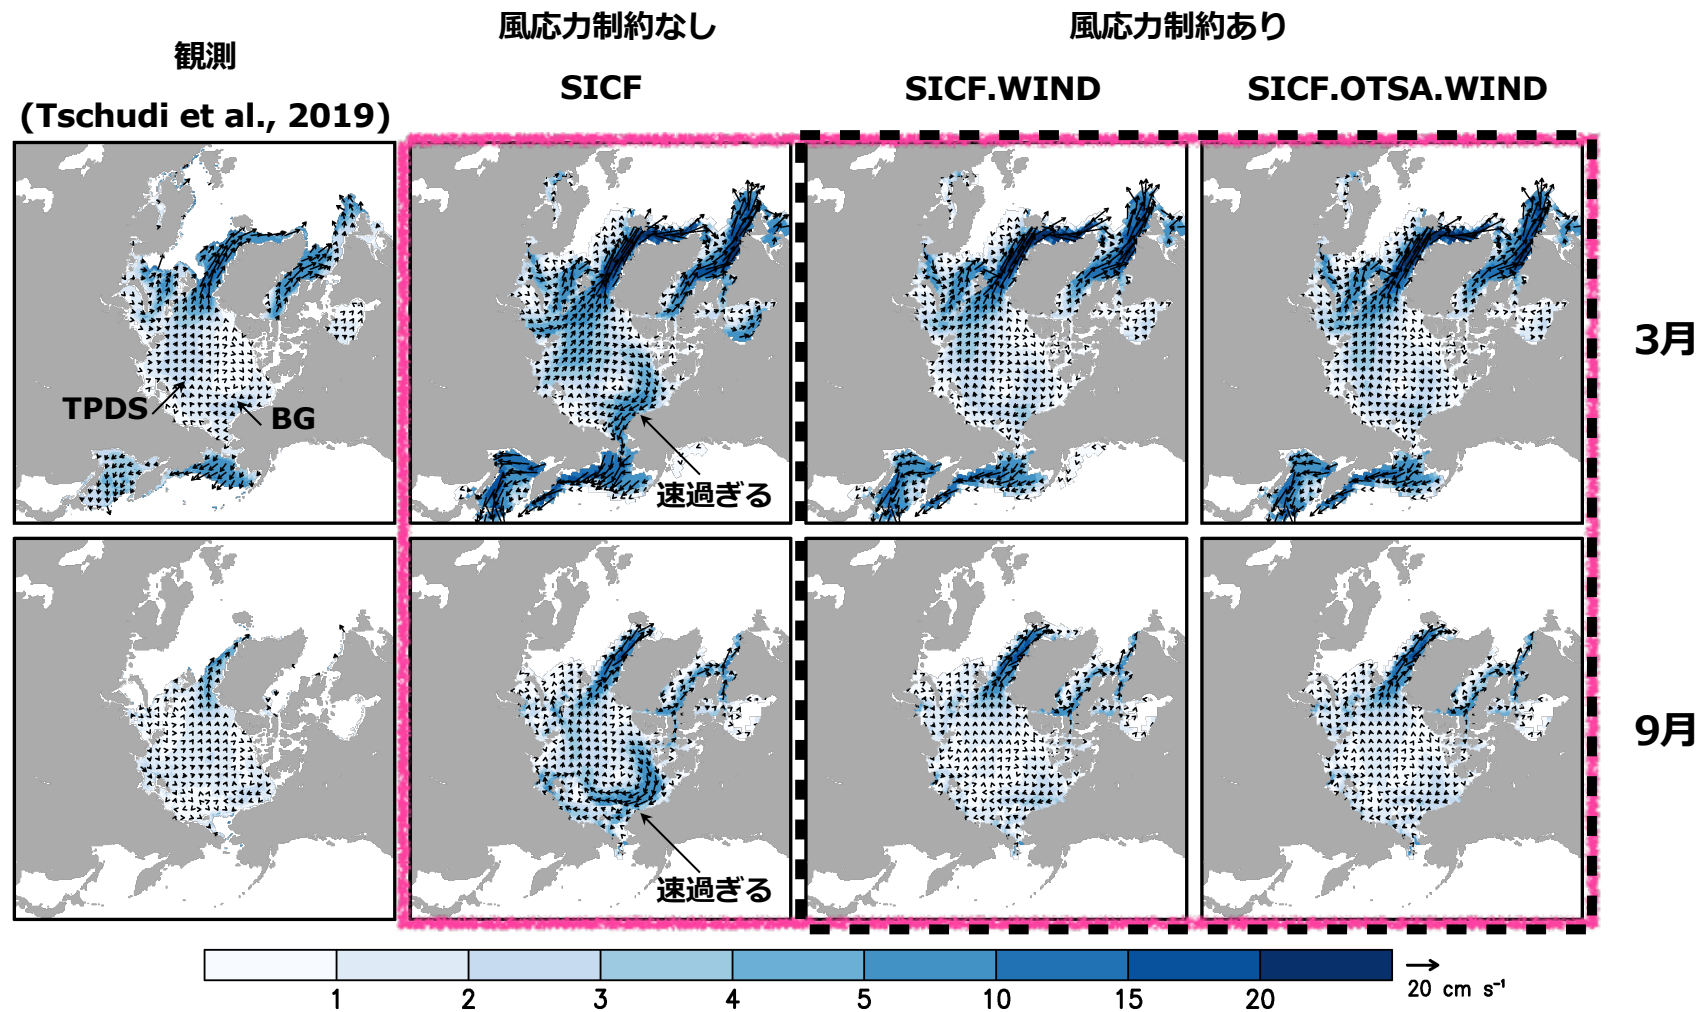 観測
(Tschudi et al., 2019)
風応力制約なし
SICF
風応力制約あり
SICF.WIND
SICF.OTSA.WIND
TPDS
BG
速過ぎる
3月
速過ぎる
9月
1 2 3 4 5 10 15 20
20 cm s⁻¹